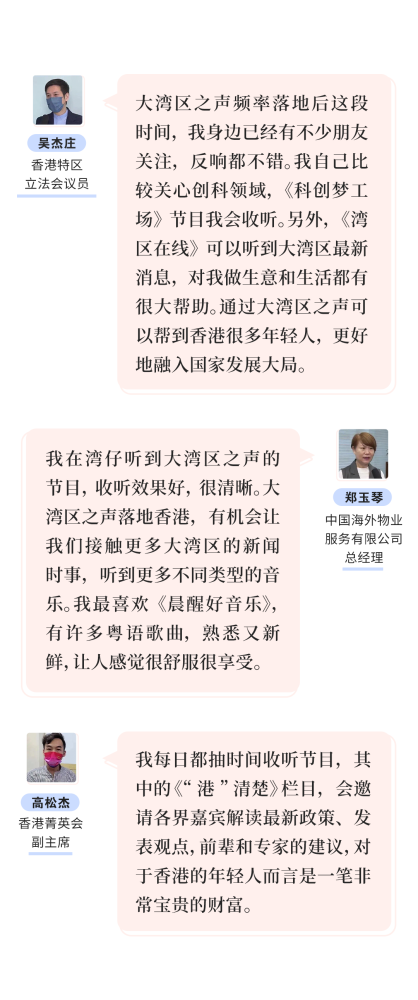 吴杰庄
香港特区
立法会议员
大湾区之声频率落地后这段
时间，我身边已经有不少朋友
关注，反响都不错。我自己比
较关心创科领域，《科创梦工
场》节目我会收听。另外，《湾
区在线》可以听到大湾区最新
消息，对我做生意和生活都有
很大帮助。通过大湾区之声可
以帮到香港很多年轻人，更好
地融入国家发展大局。
我在湾仔听到大湾区之声的
节目，收听效果好，很清晰。大
湾区之声落地香港，有机会让
我们接触更多大湾区的新闻
时事，听到更多不同类型的音
乐。我最喜欢《晨醒好音乐》，
有许多粤语歌曲，熟悉又新
鲜，让人感觉很舒服很享受。
郑玉琴
中国海外物业
服务有限公司
总经理
高松杰
香港菁英会
副主席
我每日都抽时间收听节目，其
中的《“港”清楚》栏目，会邀
请各界嘉宾解读最新政策、发
表观点，前辈和专家的建议，对
于香港的年轻人而言是一笔非
常宝贵的财富。